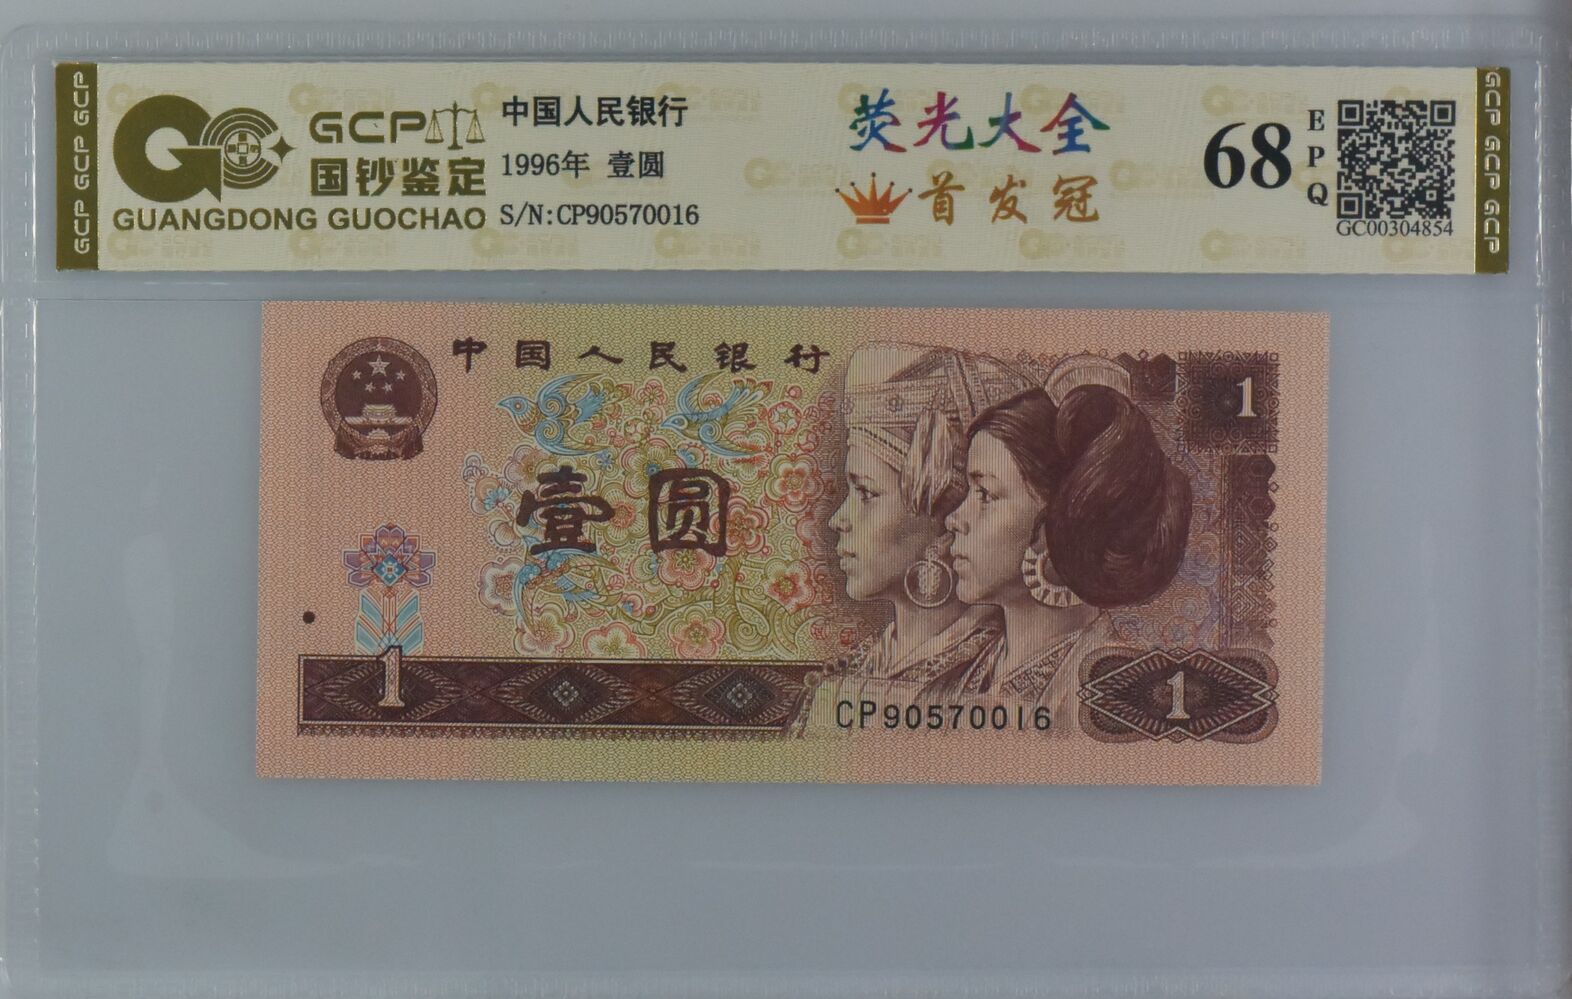 GCP GCP GCP
GCP
国钞鉴定
GUANGDONG GUOCHAO
中国人民银行
1996年 壹圆
S/N:CP90570016
荧光大全
首发冠
68
EPQ
GC00304854
GCP GCP GCP
中国人民银行
1
壹圆
1
CP90570016
1